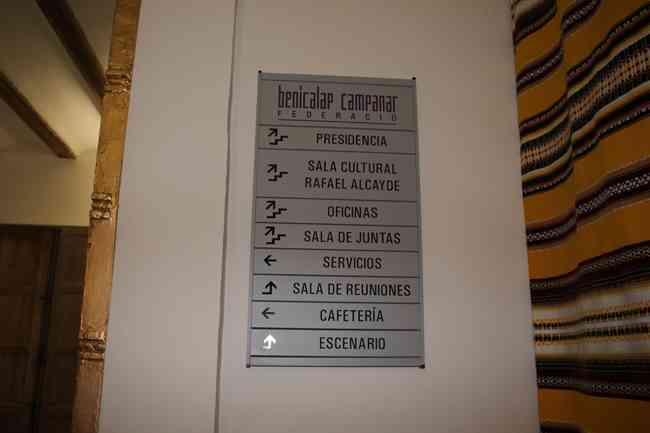 benicalap campanar
FEDERACIÓ
PRESIDENCIA
SALA CULTURAL
RAFAEL ALCAYDE
OFICINAS
SALA DE JUNTAS
SERVICIOS
SALA DE REUNIONES
CAFETERÍA
ESCENARIO